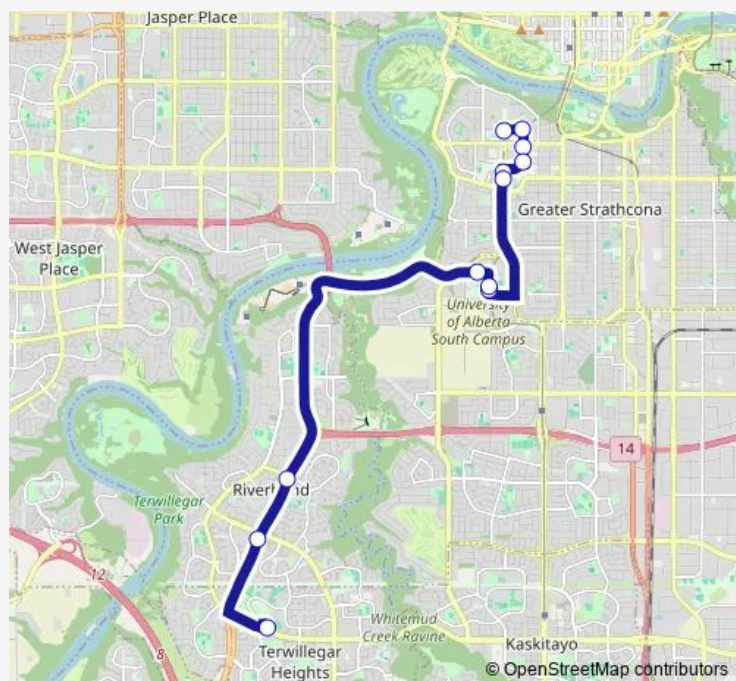 Jasper Place
Greater Strathcona
West Jasper
Place
University
of Alberta
South Campus
14
Terwillegar
Park
12
Whitemud
Creek Ravine
8
Terwillegar
Heights
Kaskitayo
© OpenStreetMap contributors